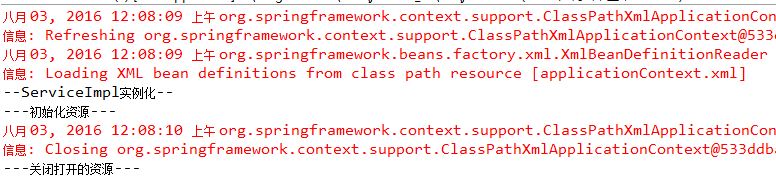 八月 03, 2016 12:08:09 上午 org.springframework.context.support.ClassPathXmlApplicationCon
信息: Refreshing org.springframework.context.support.ClassPathXmlApplicationContext@533d
八月 03, 2016 12:08:09 上午 org.springframework.beans.factory.xml.XmlBeanDefinitionReader
信息: Loading XML bean definitions from class path resource [applicationContext.xml]
--ServiceImpl实例化--
---初始化资源---
八月 03, 2016 12:08:10 上午 org.springframework.context.support.ClassPathXmlApplicationCon
信息: Closing org.springframework.context.support.ClassPathXmlApplicationContext@533ddba
---关闭打开的资源---